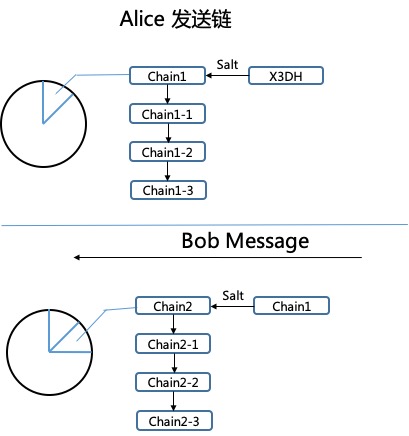 Alice 发送链
Salt
Chain1
X3DH
Chain1-1
Chain1-2
Chain1-3
Bob Message
Salt
Chain2
Chain1
Chain2-1
Chain2-2
Chain2-3